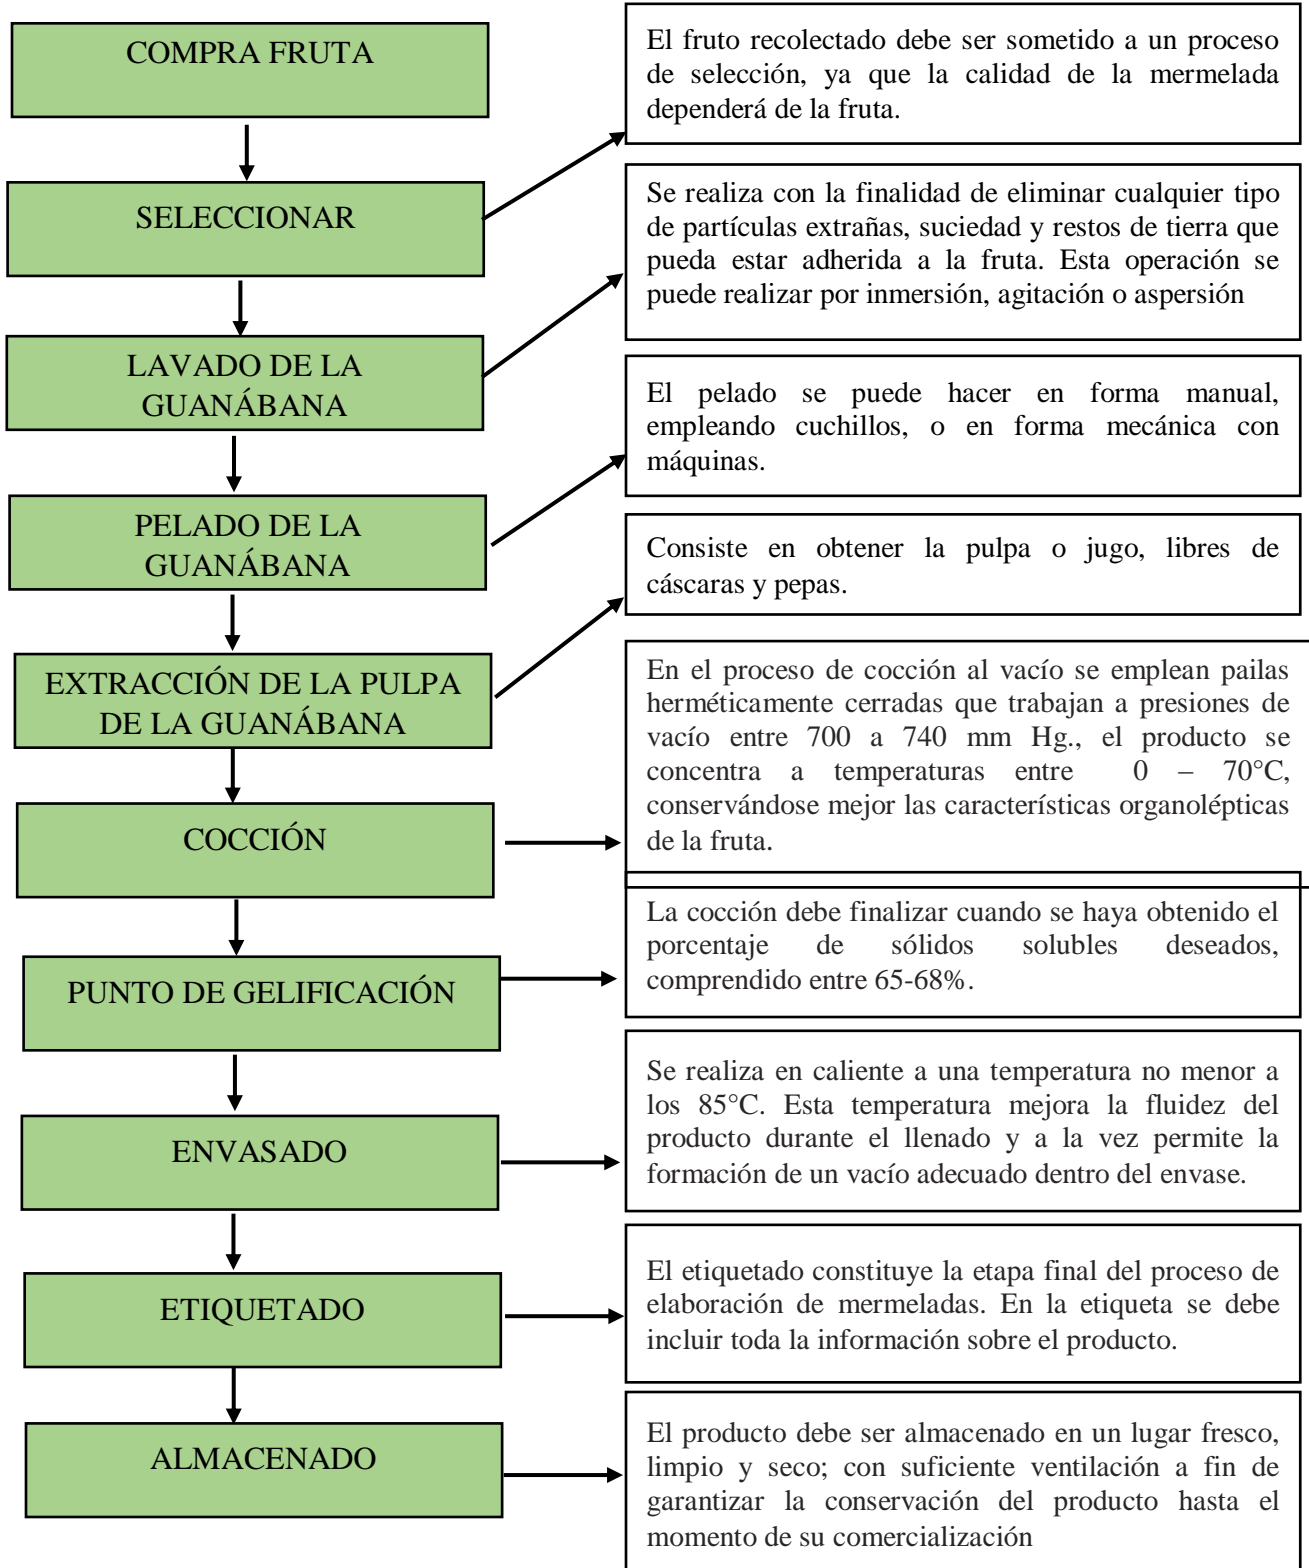 COMPRA FRUTA
El fruto recolectado debe ser sometido a un proceso
de selección, ya que la calidad de la mermelada
dependerá de la fruta.
SELECCIONAR
Se realiza con la finalidad de eliminar cualquier tipo
de partículas extrañas, suciedad y restos de tierra que
pueda estar adherida a la fruta. Esta operación se
puede realizar por inmersión, agitación o aspersión
LAVADO DE LA
GUANÁBANA
El pelado se puede hacer en forma manual,
empleando cuchillos, o en forma mecánica con
máquinas.
PELADO DE LA
GUANÁBANA
Consiste en obtener la pulpa o jugo, libres de
cáscaras y pepas.
EXTRACCIÓN DE LA PULPA
DE LA GUANÁBANA
En el proceso de cocción al vacío se emplean pailas
herméticamente cerradas que trabajan a presiones de
vacío entre 700 a 740 mm Hg., el producto se
concentra a temperaturas entre 0 – 70°C,
conservándose mejor las características organolépticas
de la fruta.
COCCIÓN
La cocción debe finalizar cuando se haya obtenido el
porcentaje de sólidos solubles deseados,
comprendido entre 65-68%.
PUNTO DE GELIFICACIÓN
Se realiza en caliente a una temperatura no menor a
los 85°C. Esta temperatura mejora la fluidez del
producto durante el llenado y a la vez permite la
formación de un vacío adecuado dentro del envase.
ENVASADO
El etiquetado constituye la etapa final del proceso de
elaboración de mermeladas. En la etiqueta se debe
incluir toda la información sobre el producto.
ETIQUETADO
El producto debe ser almacenado en un lugar fresco,
limpio y seco; con suficiente ventilación a fin de
garantizar la conservación del producto hasta el
momento de su comercialización
ALMACENADO